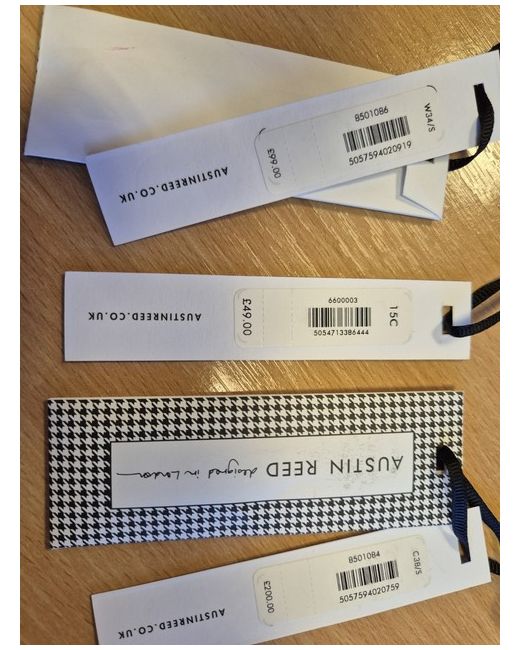 W34/S
8501086
5057594020919
£99.00
AUSTINREED.CO.UK
15C
6600003
5054713386444
£49.00
AUSTINREED.CO.UK
AUSTIN REED designed in London
C38/S
8501084
5057594020759
£200.00
AUSTINREED.CO.UK